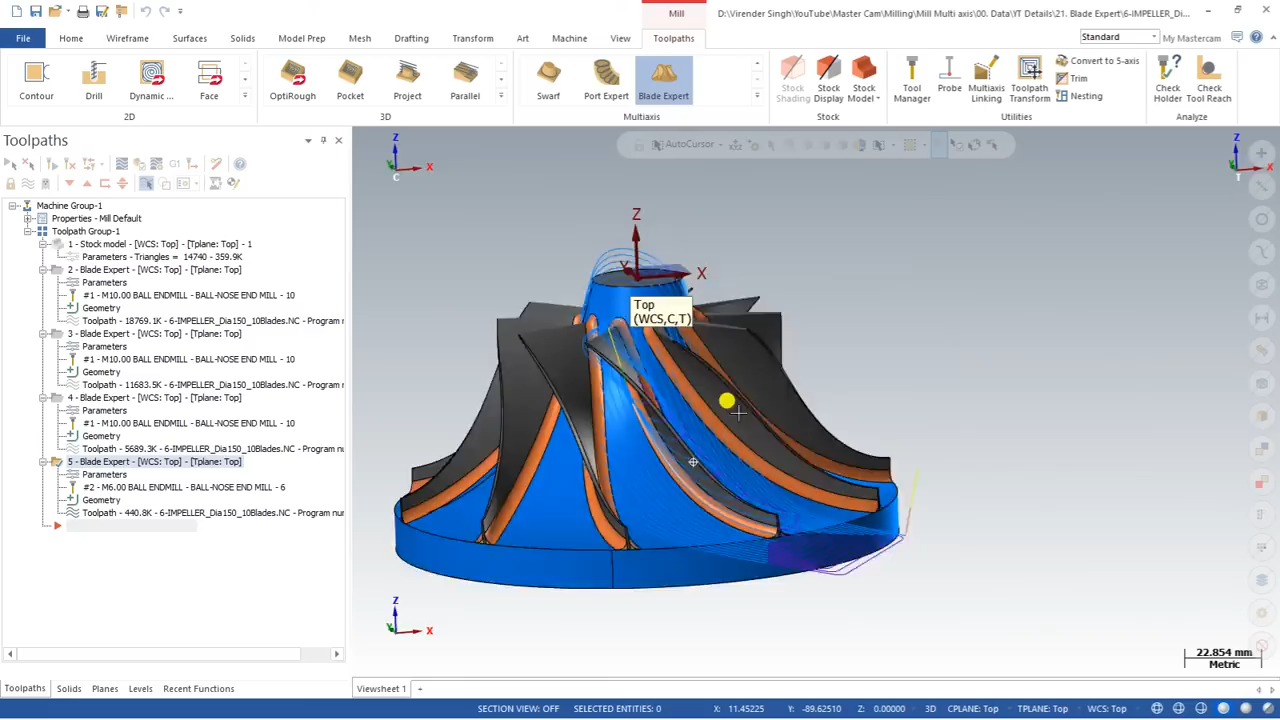 Mill
D:\Virender Singh\YouTube\Master Cam\Milling\Mill Multi axis\00. Data\YT Details\21. Blade Expert\6-IMPELLER_Di...
File
Home
Wireframe
Surfaces
Solids
Model Prep
Mesh
Drafting
Transform
Art
Machine
View
Toolpaths
Standard
My Mastercam
Contour
Drill
Dynamic ...
Face
OptiRough
Pocket
Project
Parallel
Swarf
Port Expert
Blade Expert
Stock Shading
Stock Display
Stock Model
Tool Manager
Probe
Multiaxis Linking
Toolpath Transform
Convert to 5-axis
Trim
Nesting
Check Holder
Check Tool Reach
2D
3D
Multiaxis
Stock
Utilities
Analyze
Toolpaths
G1
AutoCursor
Machine Group-1
Properties - Mill Default
Toolpath Group-1
1 - Stock model - [WCS: Top] - [Tplane: Top] - 1
Parameters - Triangles = 14740 - 359.9K
2 - Blade Expert - [WCS: Top] - [Tplane: Top]
Parameters
#1 - M10.00 BALL ENDMILL - BALL-NOSE END MILL - 10
Geometry
Toolpath - 18769.1K - 6-IMPELLER_Dia150_10Blades.NC - Program num
3 - Blade Expert - [WCS: Top] - [Tplane: Top]
Parameters
#1 - M10.00 BALL ENDMILL - BALL-NOSE END MILL - 10
Geometry
Toolpath - 11683.5K - 6-IMPELLER_Dia150_10Blades.NC - Program num
4 - Blade Expert - [WCS: Top] - [Tplane: Top]
Parameters
#1 - M10.00 BALL ENDMILL - BALL-NOSE END MILL - 10
Geometry
Toolpath - 5689.3K - 6-IMPELLER_Dia150_10Blades.NC - Program nu
5 - Blade Expert - [WCS: Top] - [Tplane: Top]
Parameters
#2 - M6.00 BALL ENDMILL - BALL-NOSE END MILL - 6
Geometry
Toolpath - 440.8K - 6-IMPELLER_Dia150_10Blades.NC - Program num
Z
Y
X
C
Z
X
T
Z
Y
X
Top
(WCS,C,T)
Z
Y
X
22.854 mm
Metric
Toolpaths
Solids
Planes
Levels
Recent Functions
Viewsheet 1
+
SECTION VIEW: OFF
SELECTED ENTITIES: 0
X: 11.45225
Y: -89.62510
Z: 0.00000
3D
CPLANE: Top
TPLANE: Top
WCS: Top